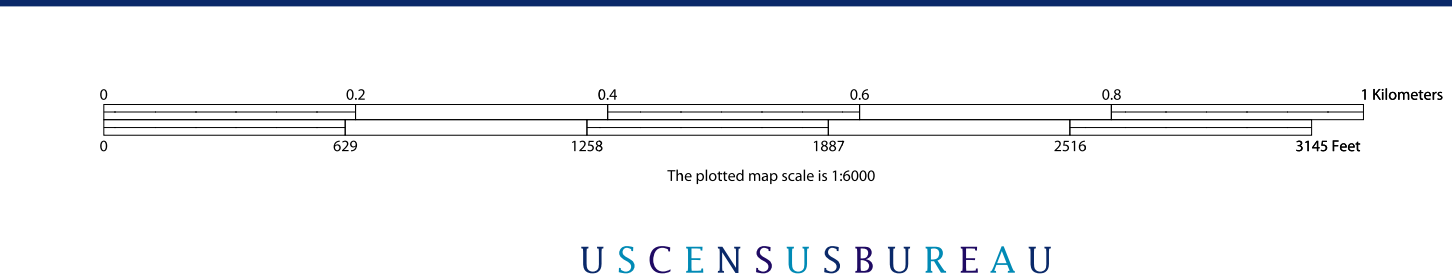 0 0.2 0.4 0.6 0.8 1 Kilometers
0 629 1258 1887 2516 3145 Feet
The plotted map scale is 1:6000
USCENSUSBUREAU